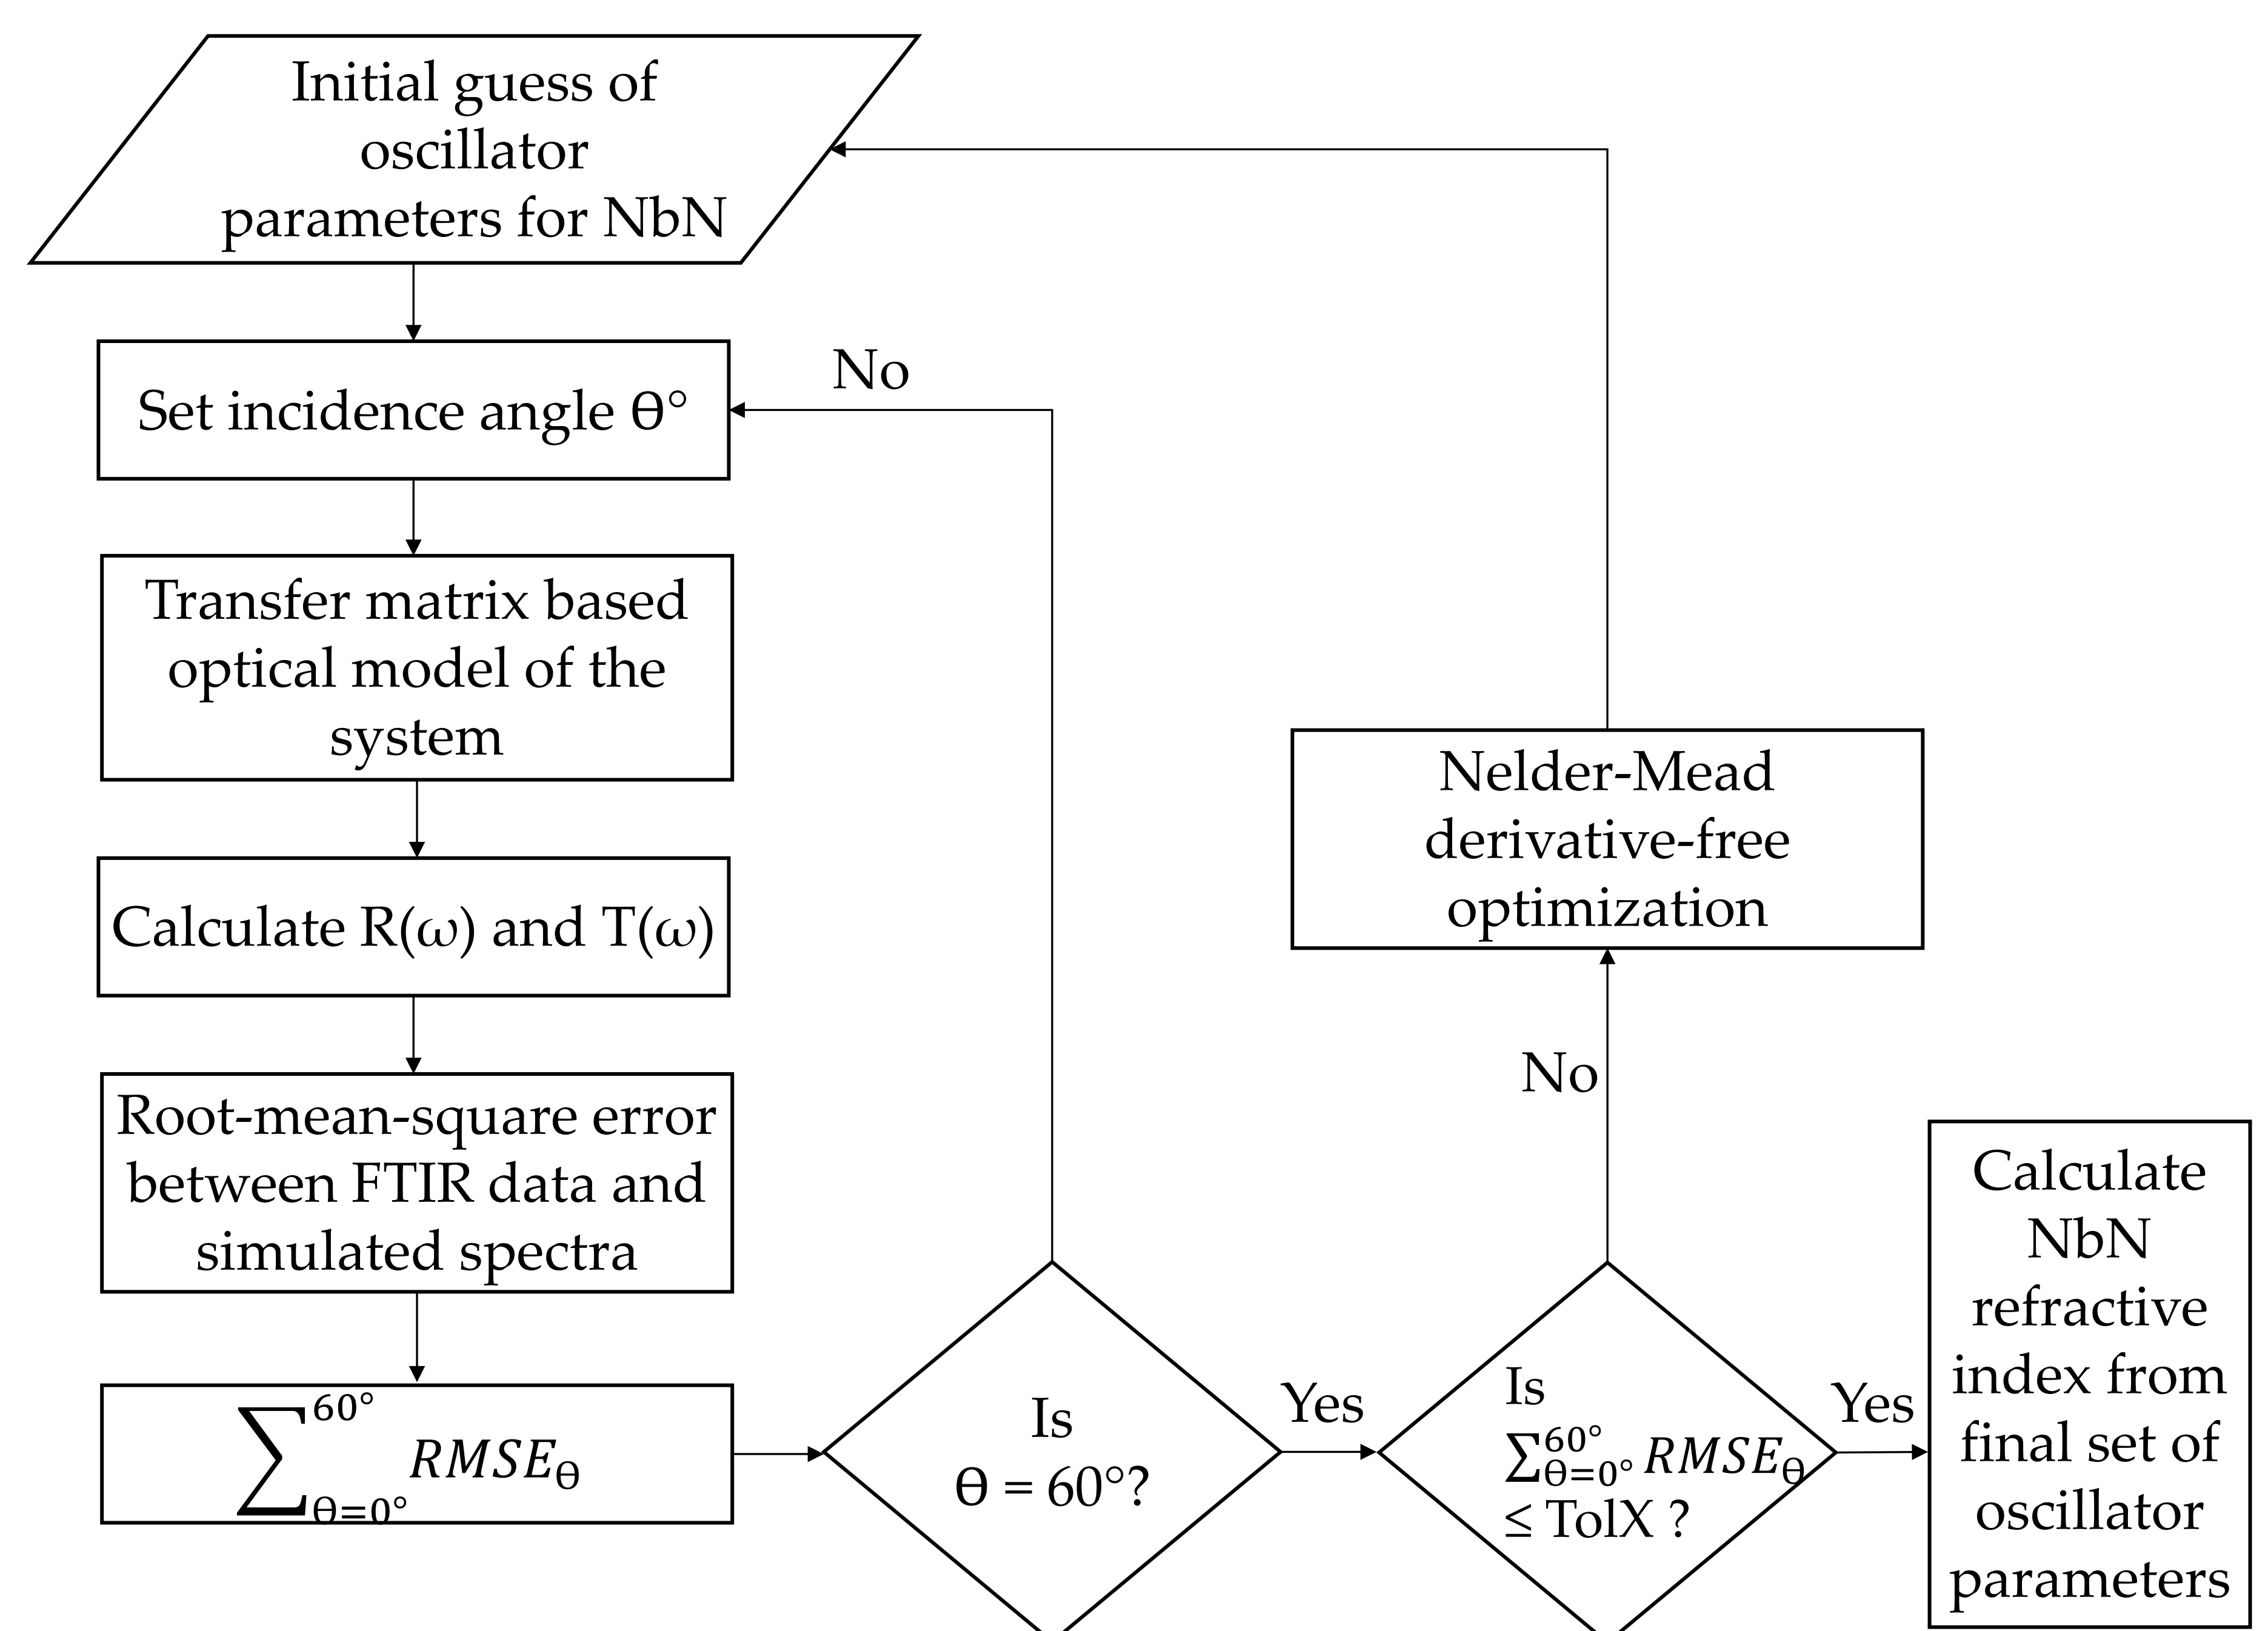 Initial guess of
oscillator
parameters for NbN
Set incidence angle θ°
No
Transfer matrix based
optical model of the
system
Calculate R(ω) and T(ω)
Root-mean-square error
between FTIR data and
simulated spectra
∑_{θ=0°}^{60°} RMSE_θ
Is
θ = 60°?
Yes
Is
∑_{θ=0°}^{60°} RMSE_θ
≤ TolX ?
No
Nelder-Mead
derivative-free
optimization
Yes
Calculate
NbN
refractive
index from
final set of
oscillator
parameters